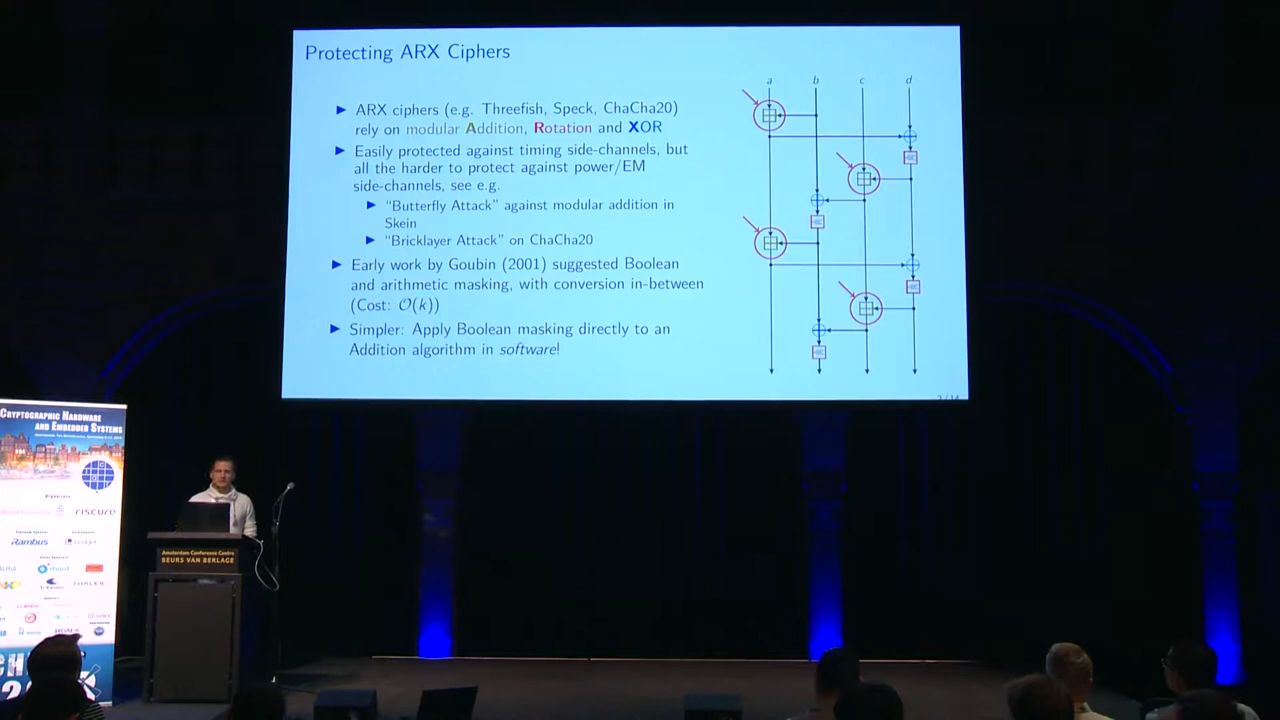 Protecting ARX Ciphers
a b c d
▶ ARX ciphers (e.g. Threefish, Speck, ChaCha20)
rely on modular Addition, Rotation and XOR
▶ Easily protected against timing side-channels, but
all the harder to protect against power/EM
side-channels, see e.g.
▶ "Butterfly Attack" against modular addition in
Skein
▶ "Bricklayer Attack" on ChaCha20
▶ Early work by Goubin (2001) suggested Boolean
and arithmetic masking, with conversion in-between
(Cost: O(k))
▶ Simpler: Apply Boolean masking directly to an
Addition algorithm in software!
Cryptographic Hardware
and Embedded Systems
riscure
Rambus
THALES
Amsterdam Conference Centre
BEURS VAN BERLAGE